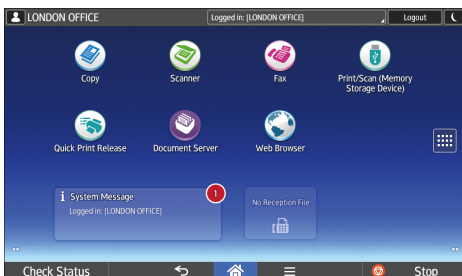 LONDON OFFICE
Logged in: [LONDON OFFICE]
Logout
Copy
Scanner
Fax
Print/Scan (Memory
Storage Device)
Quick Print Release
Document Server
Web Browser
System Message
1
Logged in: [LONDON OFFICE]
No Reception File
Check Status
Stop